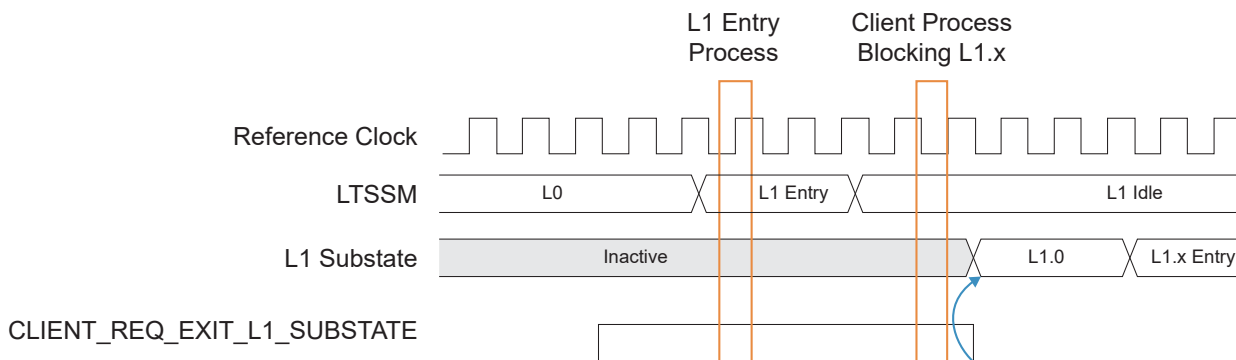 L1 Entry
Process
Client Process
Blocking L1.x
Reference Clock
LTSSM
L0
L1 Entry
L1 Idle
L1 Substate
Inactive
L1.0
L1.x Entry
CLIENT_REQ_EXIT_L1_SUBSTATE